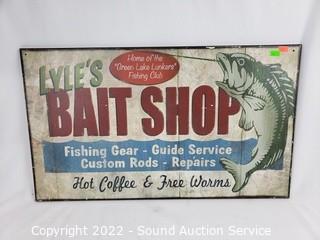 Home of the
"Green Lake Lunkers"
Fishing Club
LYLE'S
BAIT SHOP
Fishing Gear - Guide Service
Custom Rods - Repairs
Hot Coffee & Free Worms
Copyright 2022 - Sound Auction Service